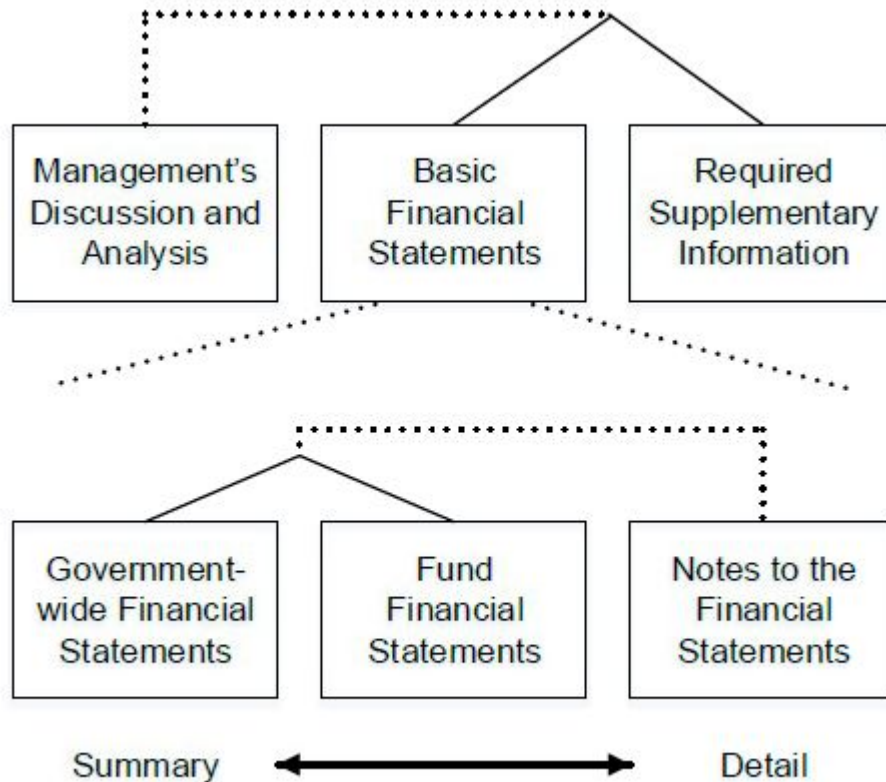 Management's
Discussion and
Analysis
Basic
Financial
Statements
Required
Supplementary
Information
Government-
wide Financial
Statements
Fund
Financial
Statements
Notes to the
Financial
Statements
Summary
Detail